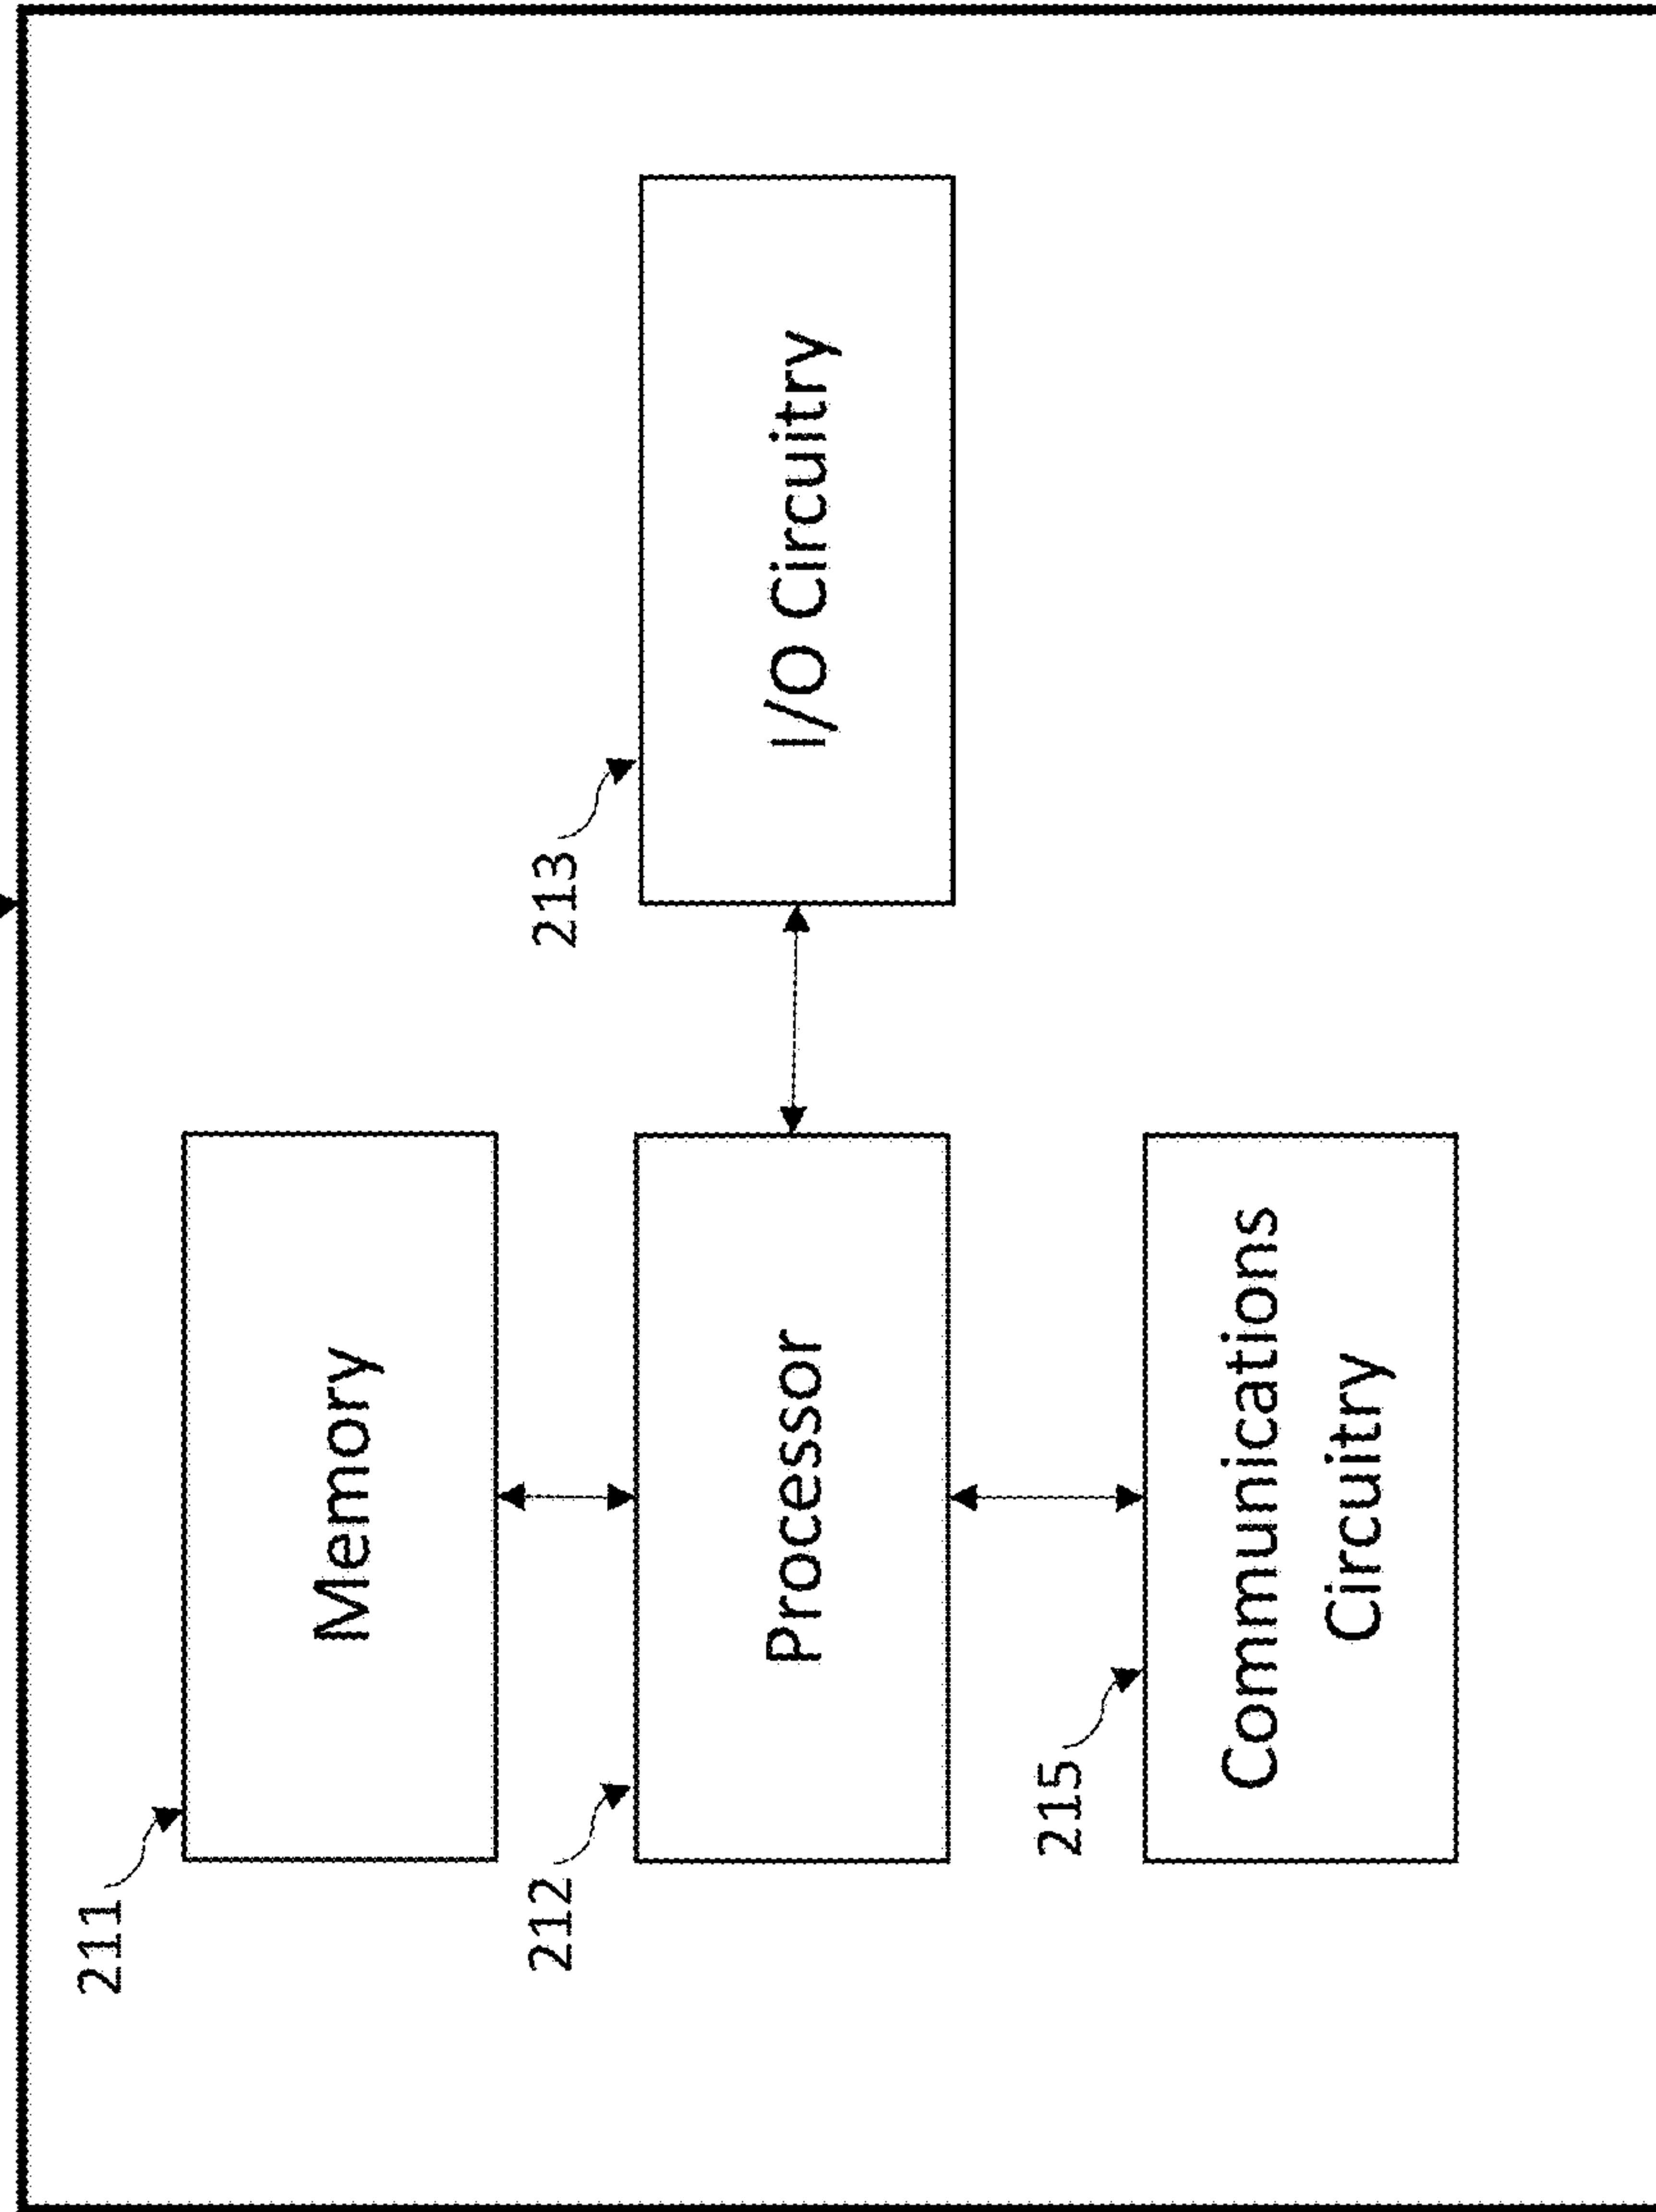 211
Memory
212
213
Processor
I/O Circuitry
215
Communications
Circuitry